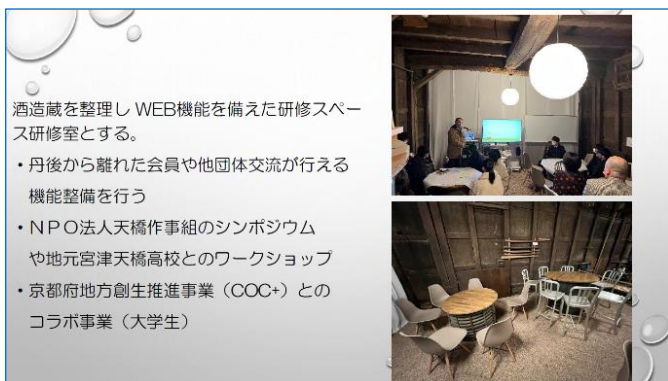 酒造蔵を整理し WEB機能を備えた研修スペー
ス研修室とする。
・丹後から離れた会員や他団体交流が行える
機能整備を行う
・ＮＰＯ法人天橋作事組のシンポジウム
や地元宮津天橋高校とのワークショップ
・京都府地方創生推進事業（COC+）との
コラボ事業（大学生）